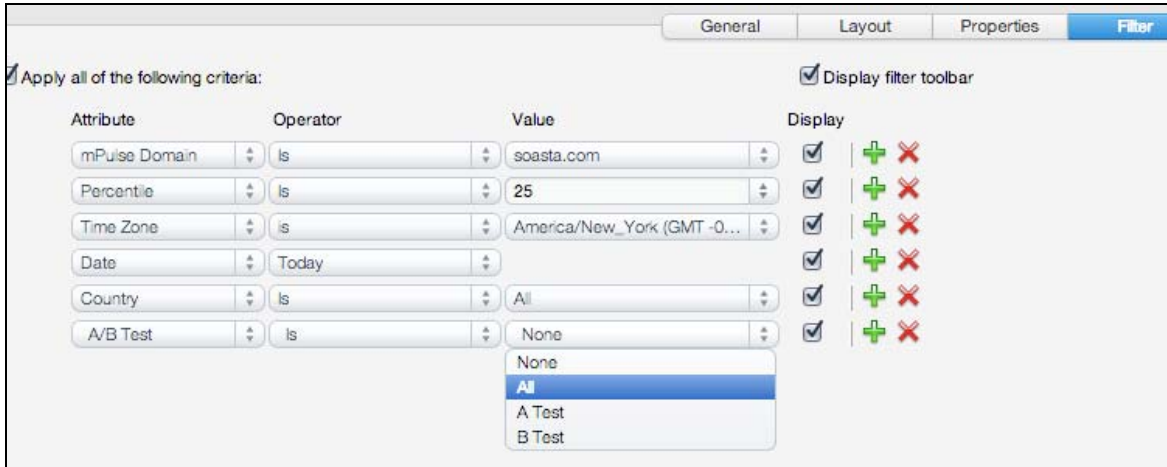 General Layout Properties Filter
Apply all of the following criteria: Display filter toolbar
Attribute Operator Value Display
mPulse Domain Is soasta.com
Percentile Is 25
Time Zone is America/New_York (GMT -0...
Date Today
Country Is All
A/B Test Is None
None
All
A Test
B Test